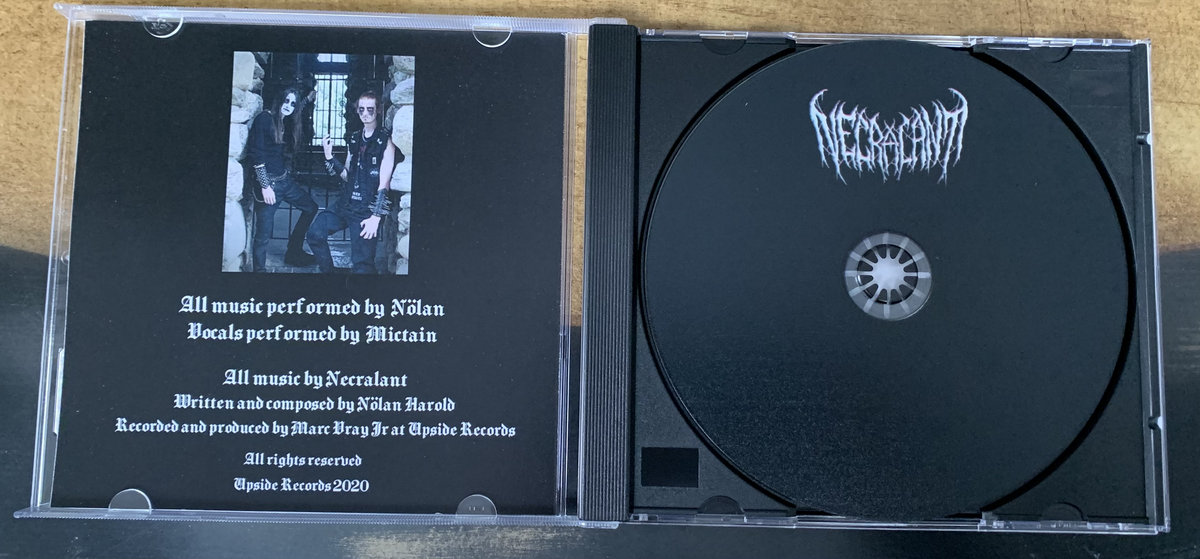 All music performed by Nölan
Vocals performed by Mictain
All music by Necralant
Written and composed by Nölan Harold
Recorded and produced by Marc Vray Jr at Upside Records
All rights reserved
Upside Records 2020
NECRALANT